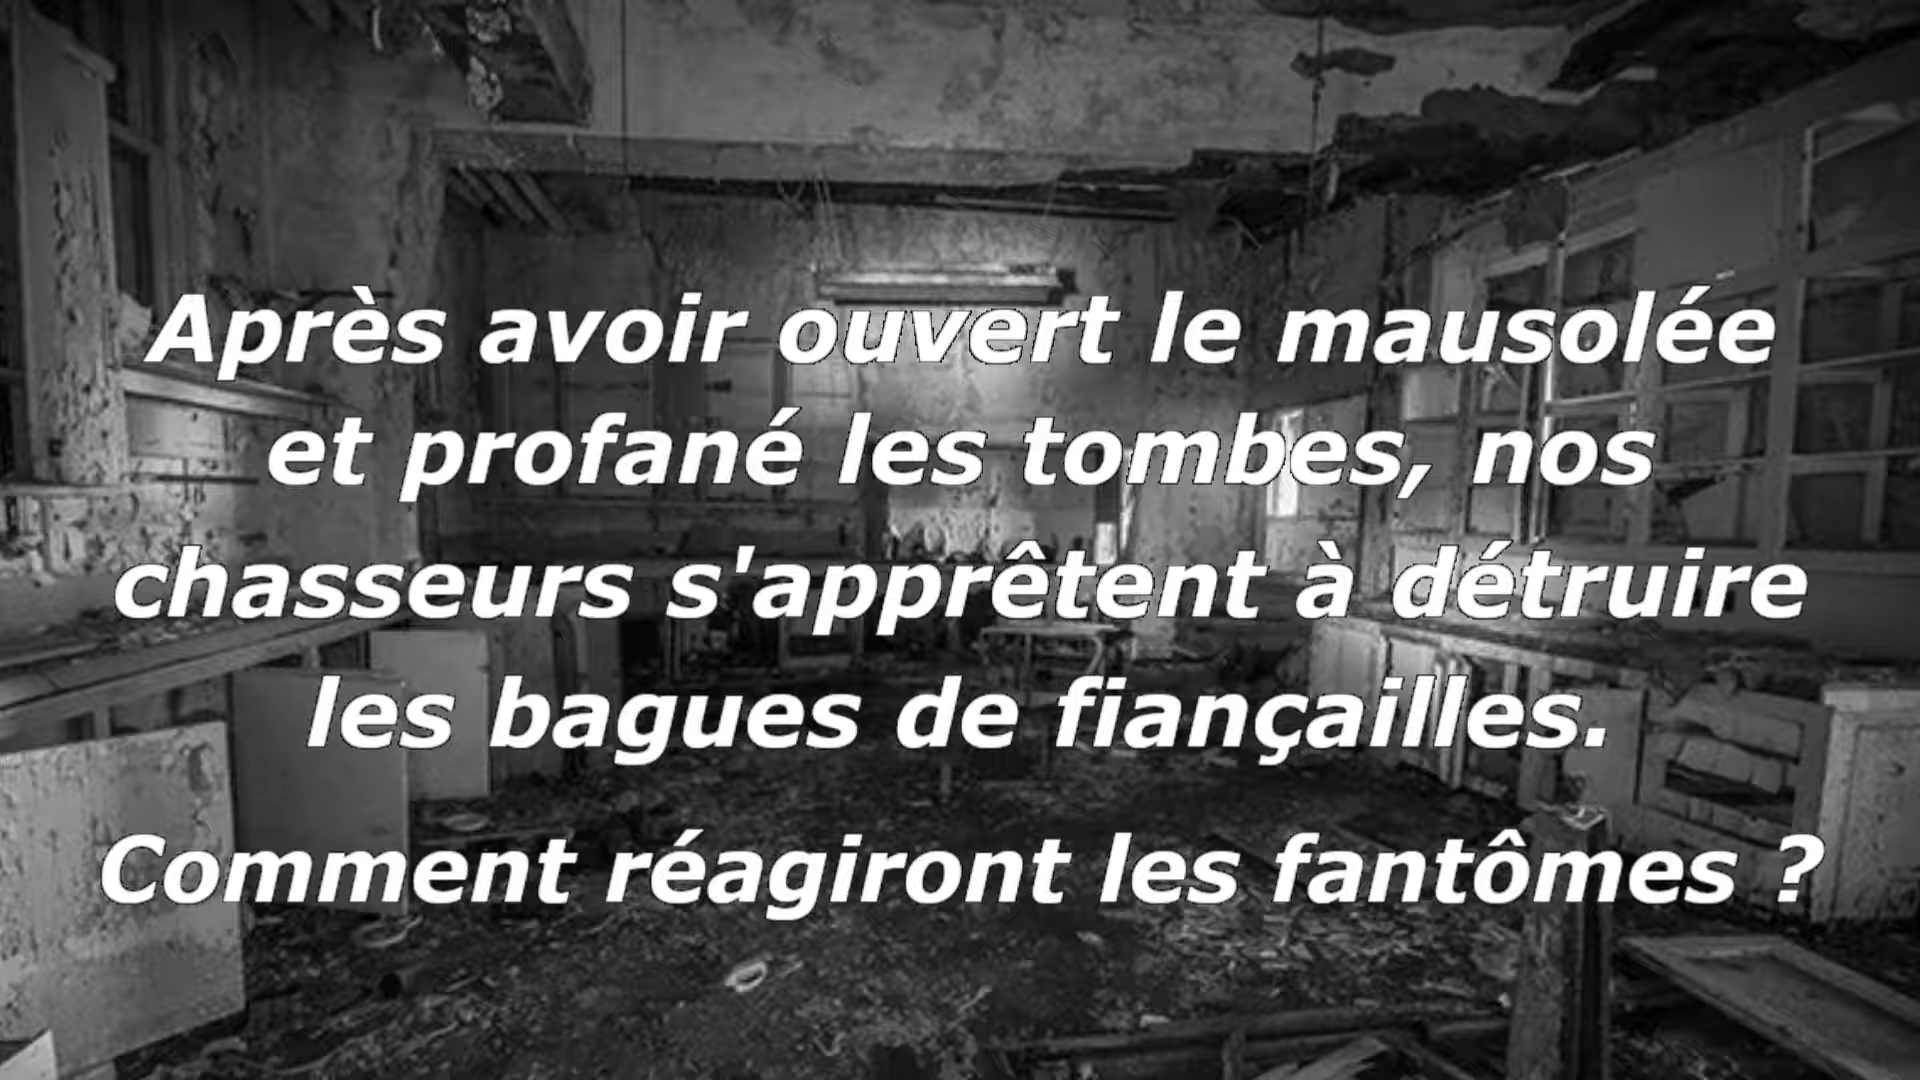 Après avoir ouvert le mausolée
et profané les tombes, nos
chasseurs s'apprêtent à détruire
les bagues de fiançailles.
Comment réagiront les fantômes ?